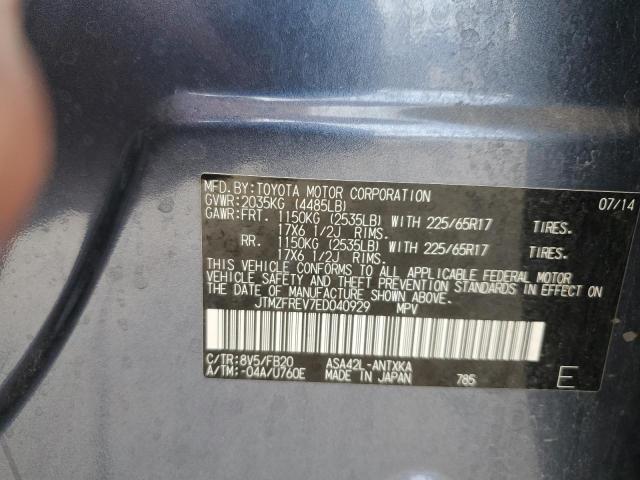 MFD.BY:TOYOTA MOTOR CORPORATION 07/14
GVWR:2035KG (4485LB)
GAWR:FRT. 1150KG (2535LB) WITH 225/65R17 TIRES.
17X6 1/2J RIMS.
RR. 1150KG (2535LB) WITH 225/65R17 TIRES.
17X6 1/2J RIMS.
THIS VEHICLE CONFORMS TO ALL APPLICABLE FEDERAL MOTOR
VEHICLE SAFETY AND THEFT PREVENTION STANDARDS IN EFFECT ON
THE DATE OF MANUFACTURE SHOWN ABOVE.
JTMZFREV7ED040929 MPV
C/TR:8V5/FB20 ASA42L-ANTXKA
A/TM:-04A/U760E MADE IN JAPAN 785 E